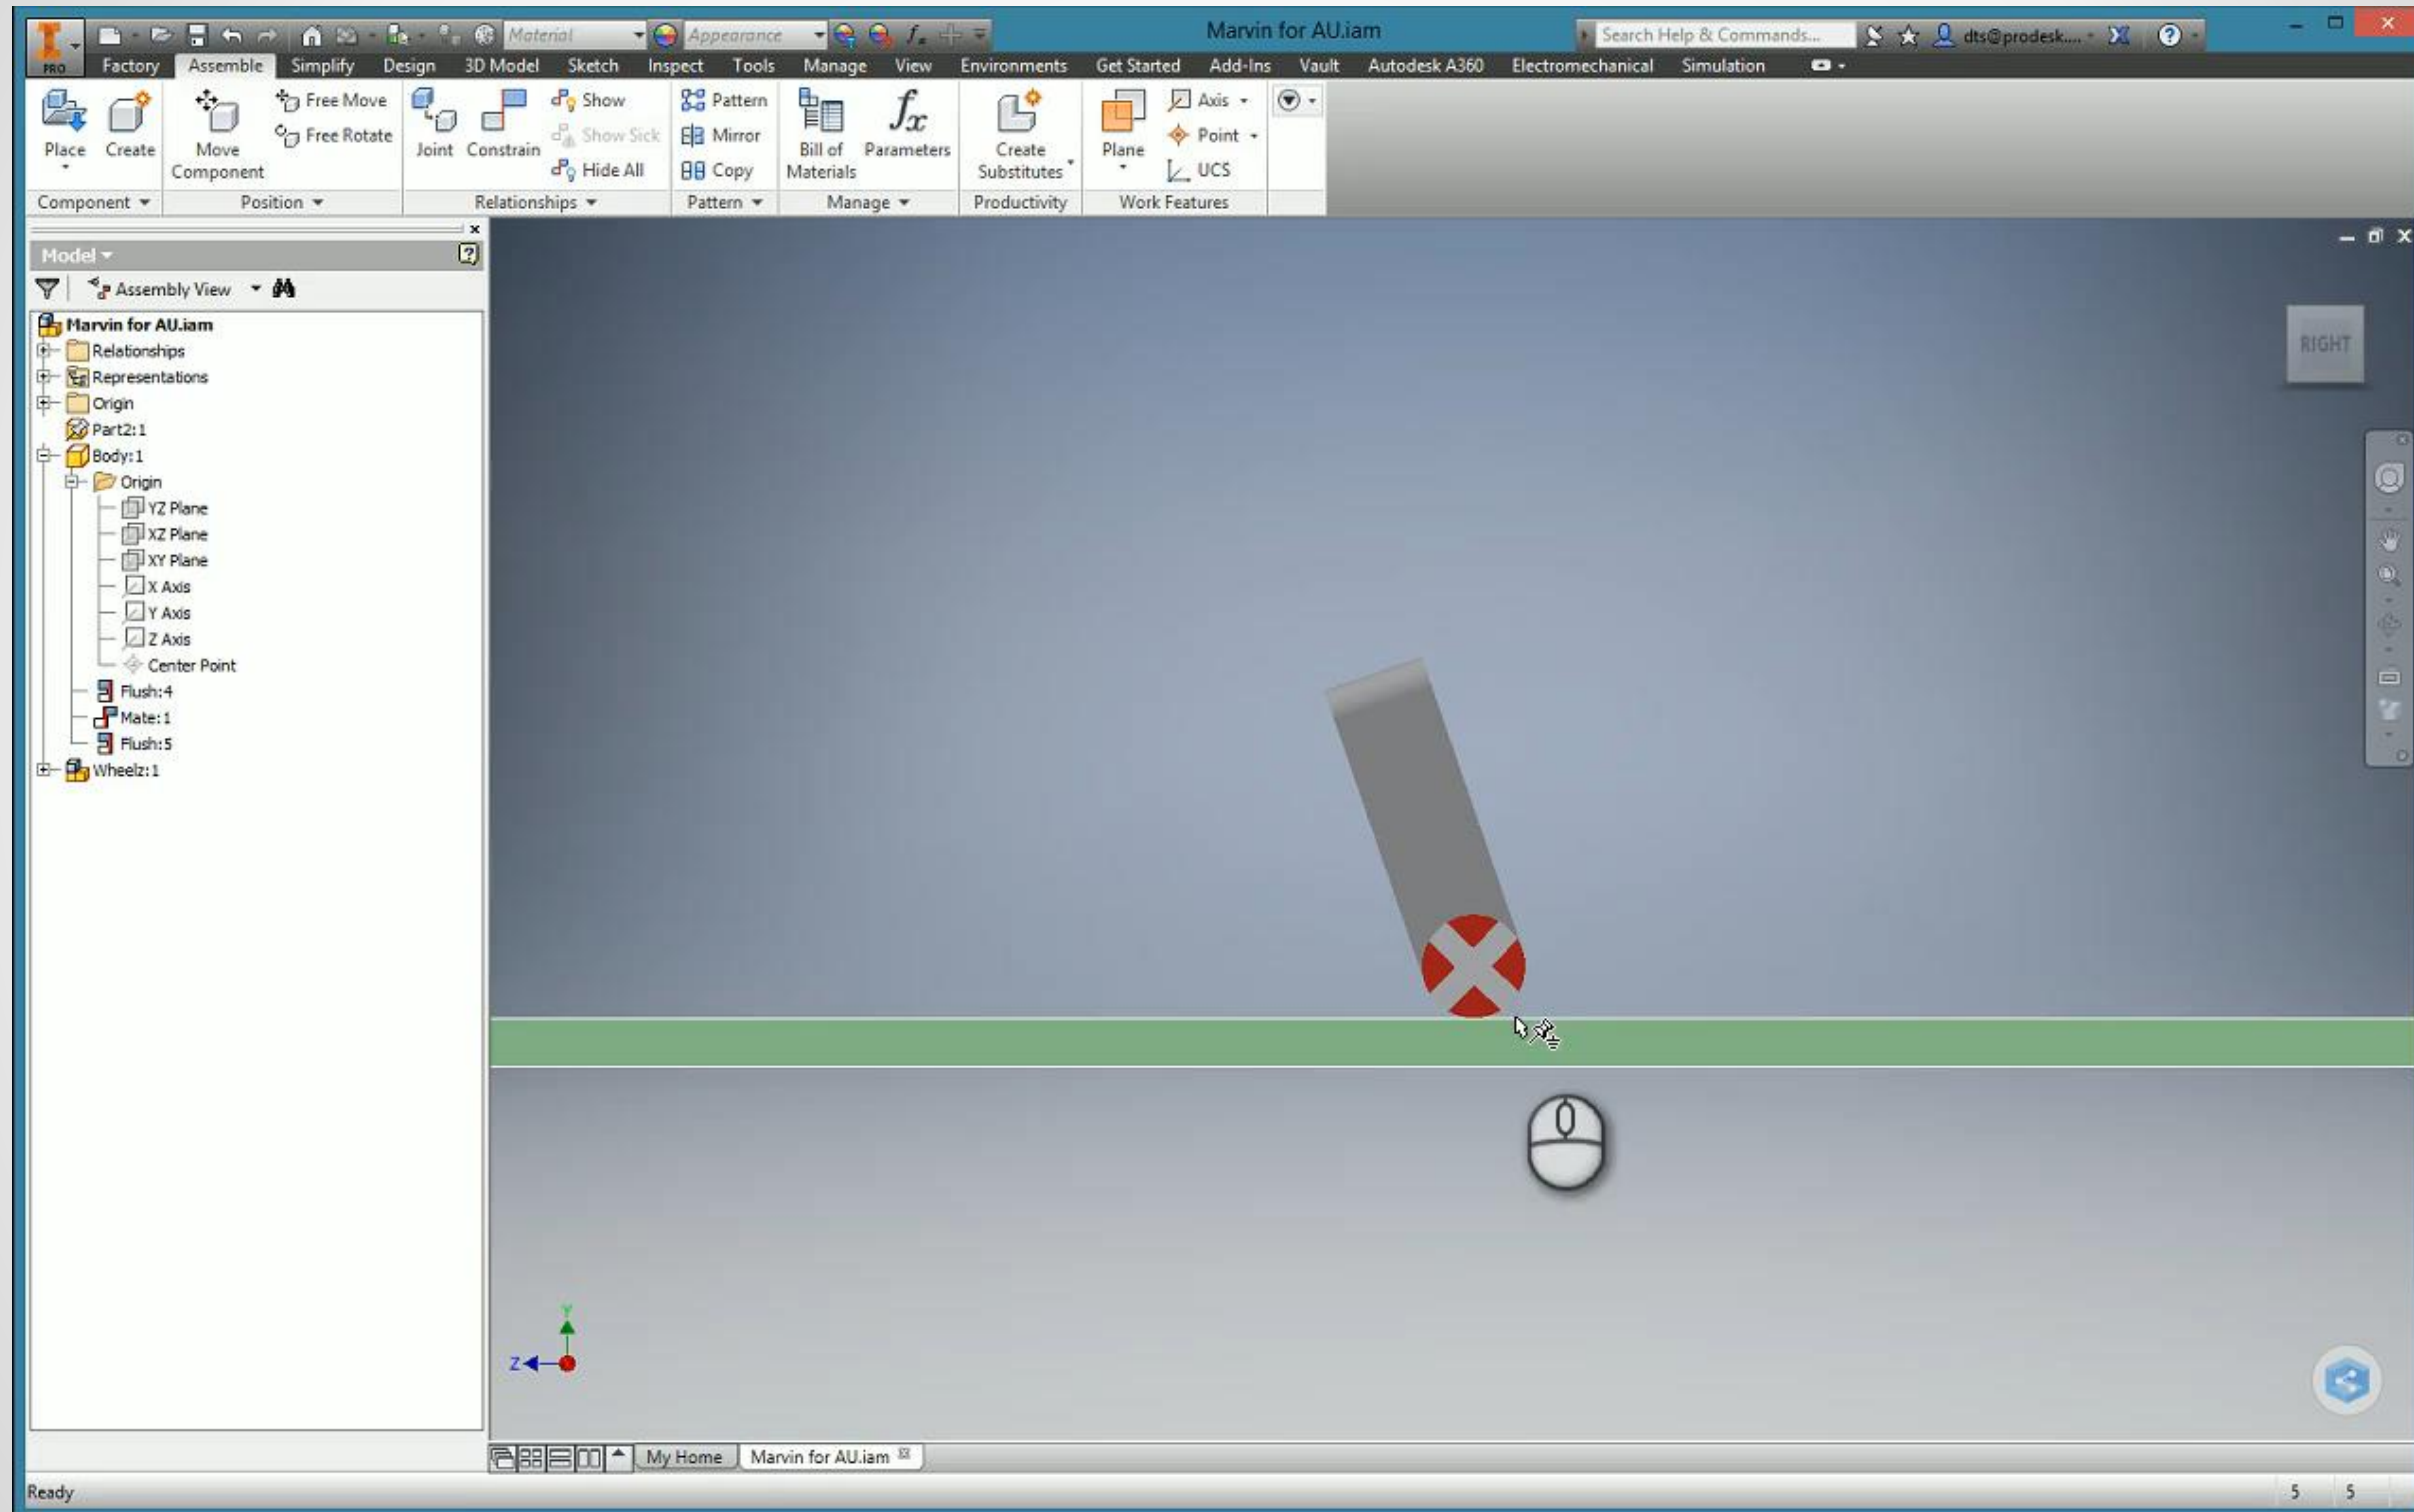 Material Appearance Marvin for AU.iam Search Help & Commands... dts@prodesk....
PRO Factory Assemble Simplify Design 3D Model Sketch Inspect Tools Manage View Environments Get Started Add-Ins Vault Autodesk A360 Electromechanical Simulation
Place Create Move Component Free Move Free Rotate Joint Constrain Show Show Sick Hide All Pattern Mirror Copy Bill of Materials Parameters Create Substitutes Plane Axis Point UCS
Component Position Relationships Pattern Manage Productivity Work Features
Model
Assembly View
Marvin for AU.iam
Relationships
Representations
Origin
Part2:1
Body:1
Origin
YZ Plane
XZ Plane
XY Plane
X Axis
Y Axis
Z Axis
Center Point
Flush:4
Mate:1
Flush:5
Wheelz:1
RIGHT
Y
Z
My Home Marvin for AU.iam
Ready 5 5